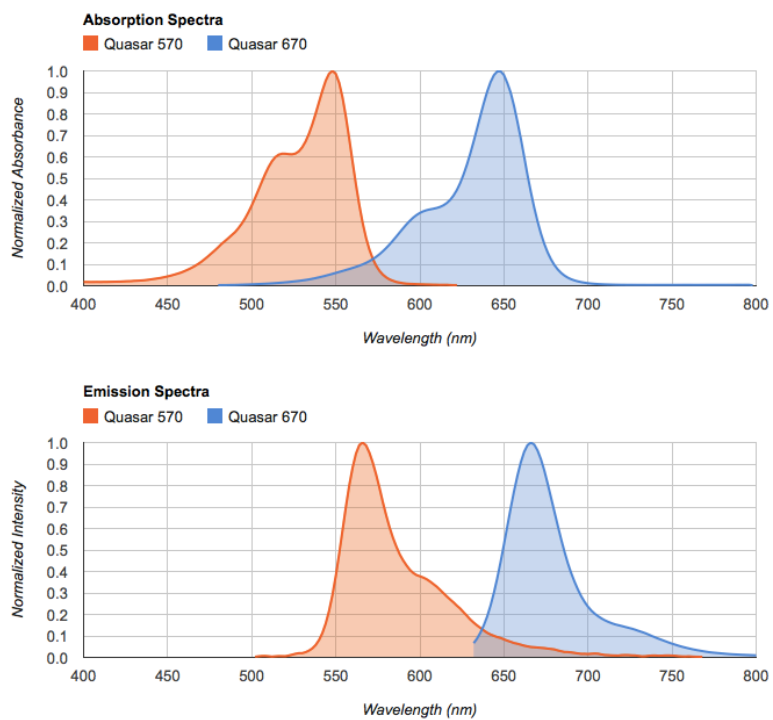 Absorption Spectra
Quasar 570 Quasar 670
1.0
0.9
0.8
0.7
0.6
0.5
0.4
0.3
0.2
0.1
0.0
Normalized Absorbance
400 450 500 550 600 650 700 750 800
Wavelength (nm)
Emission Spectra
Quasar 570 Quasar 670
1.0
0.9
0.8
0.7
0.6
0.5
0.4
0.3
0.2
0.1
0.0
Normalized Intensity
400 450 500 550 600 650 700 750 800
Wavelength (nm)